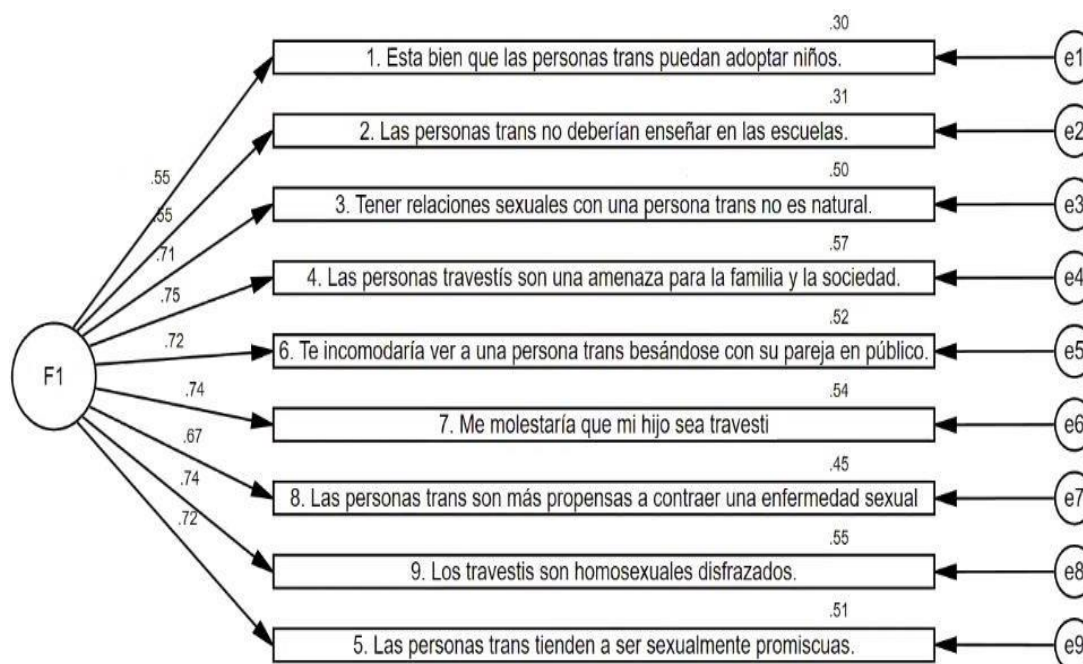 .30
1. Esta bien que las personas trans puedan adoptar niños.
e1
.31
2. Las personas trans no deberían enseñar en las escuelas.
e2
.55
.50
3. Tener relaciones sexuales con una persona trans no es natural.
e3
.55
.57
.71
4. Las personas travestís son una amenaza para la familia y la sociedad.
e4
.75
.52
.72
6. Te incomodaría ver a una persona trans besándose con su pareja en público.
e5
F1
.74
.54
7. Me molestaría que mi hijo sea travesti
e6
.67
.45
.74
8. Las personas trans son más propensas a contraer una enfermedad sexual
e7
.72
.55
9. Los travestis son homosexuales disfrazados.
e8
.51
5. Las personas trans tienden a ser sexualmente promiscuas.
e9